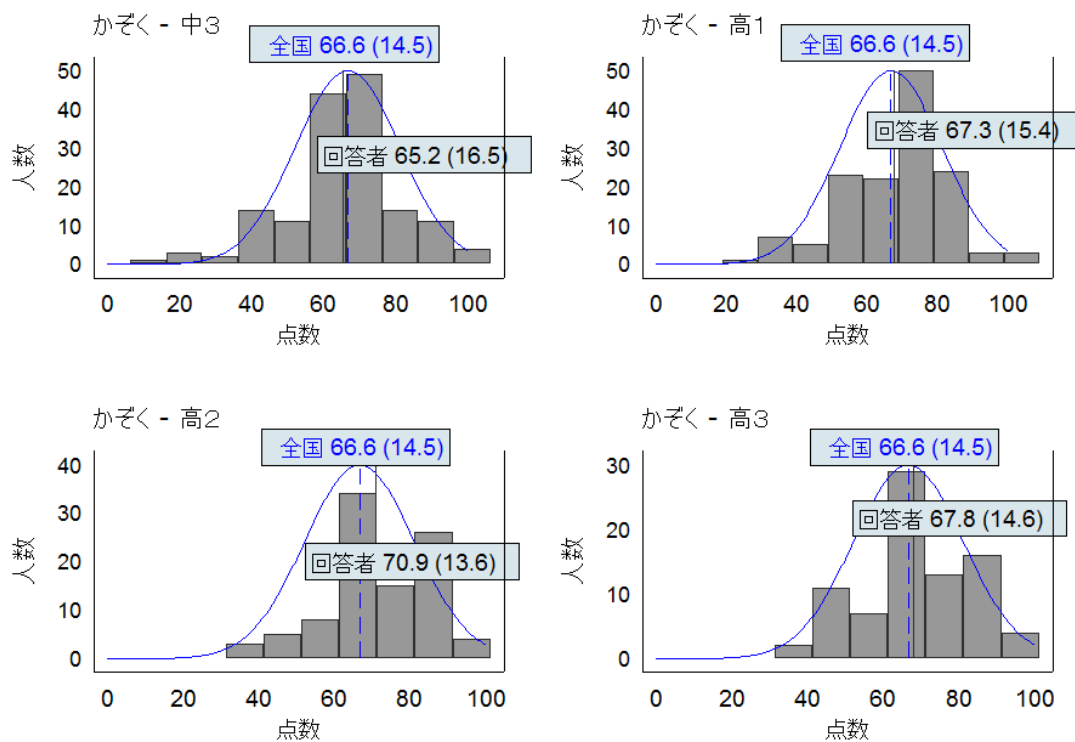 かぞく - 中3
全国 66.6 (14.5)
回答者 65.2 (16.5)
人数
50
40
30
20
10
0
0 20 40 60 80 100
点数
かぞく - 高1
全国 66.6 (14.5)
回答者 67.3 (15.4)
人数
50
40
30
20
10
0
0 20 40 60 80 100
点数
かぞく - 高2
全国 66.6 (14.5)
回答者 70.9 (13.6)
人数
40
30
20
10
0
0 20 40 60 80 100
点数
かぞく - 高3
全国 66.6 (14.5)
回答者 67.8 (14.6)
人数
30
20
10
0
0 20 40 60 80 100
点数